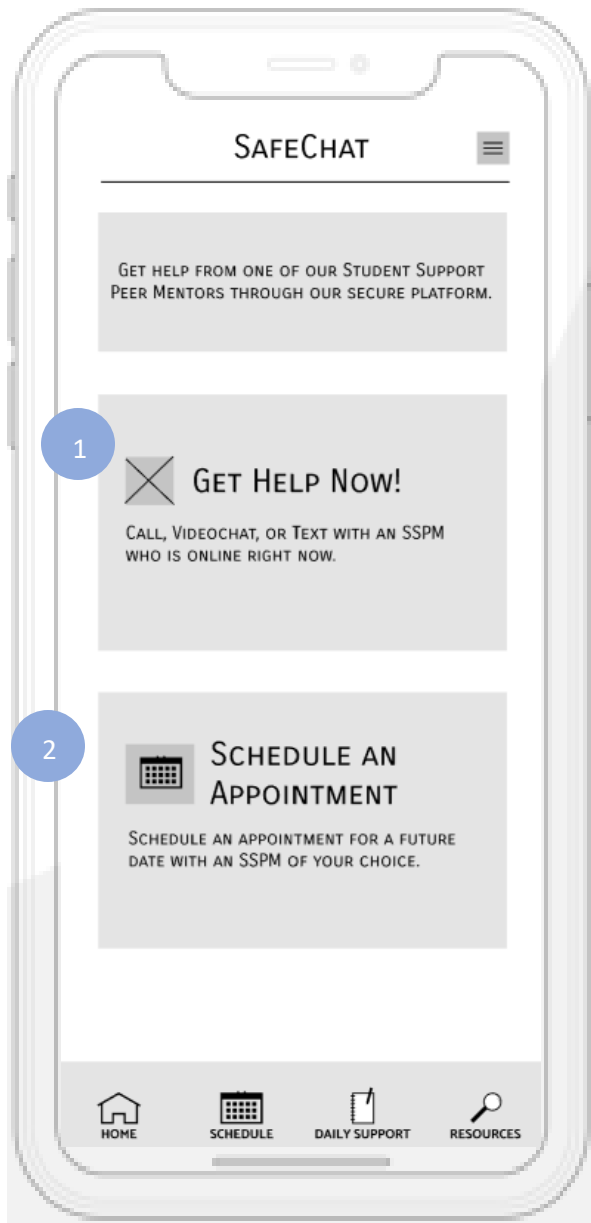 SafeChat
Get help from one of our Student Support
Peer Mentors through our secure platform.
1
Get Help Now!
Call, Videochat, or Text with an SSPM
who is online right now.
2
Schedule an
Appointment
Schedule an appointment for a future
date with an SSPM of your choice.
HOME SCHEDULE DAILY SUPPORT RESOURCES